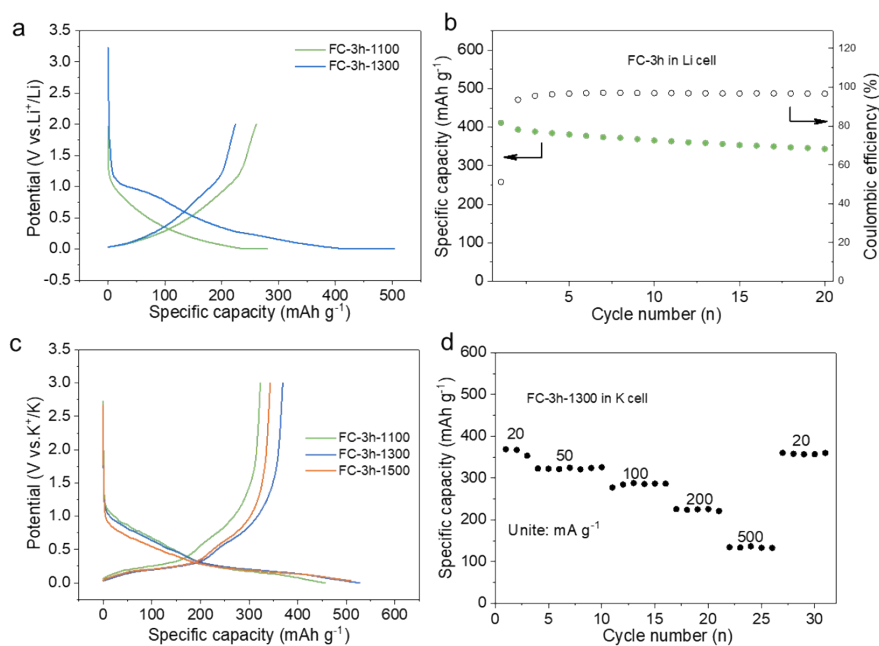 a
3.5
3.0
2.5
2.0
1.5
1.0
0.5
0.0
-0.5
Potential (V vs.Li⁺/Li)
FC-3h-1100
FC-3h-1300
0 100 200 300 400 500
Specific capacity (mAh g⁻¹)
b
600
500
400
300
200
100
0
Specific capacity (mAh g⁻¹)
FC-3h in Li cell
120
100
80
60
40
20
0
Coulombic efficiency (%)
5 10 15 20
Cycle number (n)
c
3.5
3.0
2.5
2.0
1.5
1.0
0.5
0.0
Potential (V vs.K⁺/K)
FC-3h-1100
FC-3h-1300
FC-3h-1500
0 100 200 300 400 500 600
Specific capacity (mAh g⁻¹)
d
600
500
400
300
200
100
0
Specific capacity (mAh g⁻¹)
FC-3h-1300 in K cell
20
50
100
200
500
20
Unite: mA g⁻¹
0 5 10 15 20 25 30
Cycle number (n)